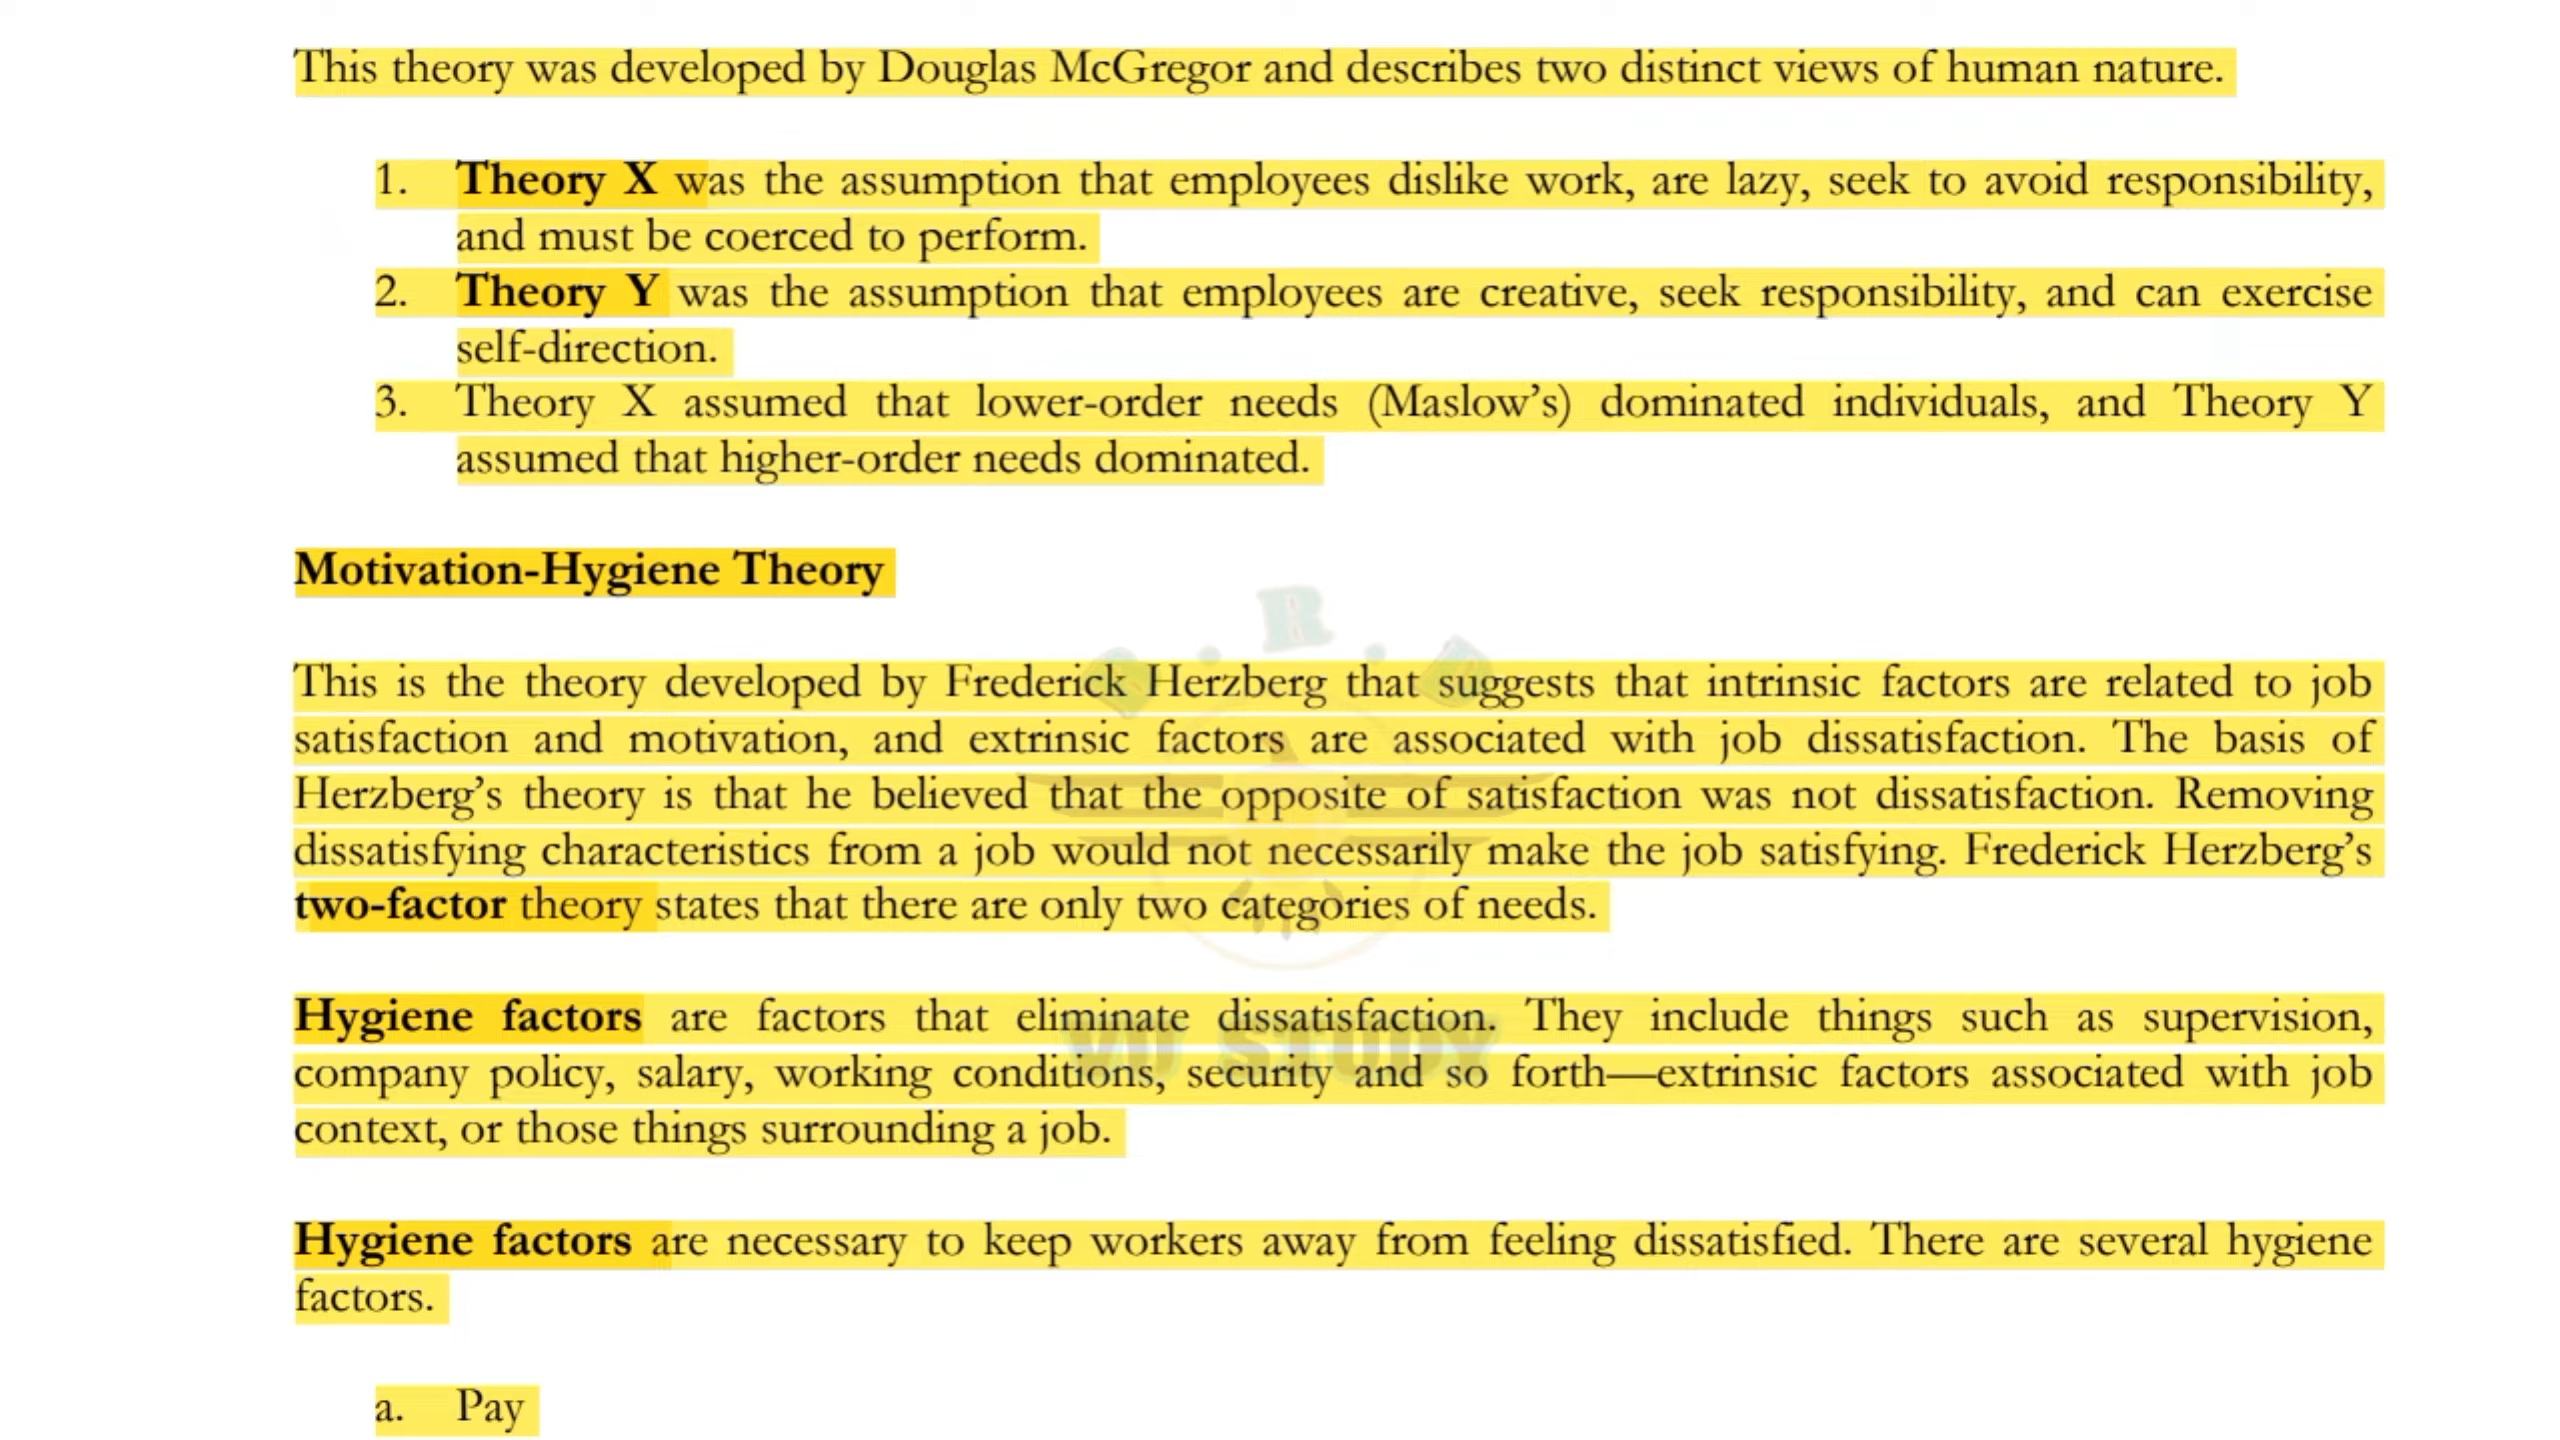 This theory was developed by Douglas McGregor and describes two distinct views of human nature.
1. Theory X was the assumption that employees dislike work, are lazy, seek to avoid responsibility,
and must be coerced to perform.
2. Theory Y was the assumption that employees are creative, seek responsibility, and can exercise
self-direction.
3. Theory X assumed that lower-order needs (Maslow’s) dominated individuals, and Theory Y
assumed that higher-order needs dominated.
Motivation-Hygiene Theory
This is the theory developed by Frederick Herzberg that suggests that intrinsic factors are related to job
satisfaction and motivation, and extrinsic factors are associated with job dissatisfaction. The basis of
Herzberg’s theory is that he believed that the opposite of satisfaction was not dissatisfaction. Removing
dissatisfying characteristics from a job would not necessarily make the job satisfying. Frederick Herzberg’s
two-factor theory states that there are only two categories of needs.
Hygiene factors are factors that eliminate dissatisfaction. They include things such as supervision,
company policy, salary, working conditions, security and so forth—extrinsic factors associated with job
context, or those things surrounding a job.
VU STUDY
Hygiene factors are necessary to keep workers away from feeling dissatisfied. There are several hygiene
factors.
a. Pay